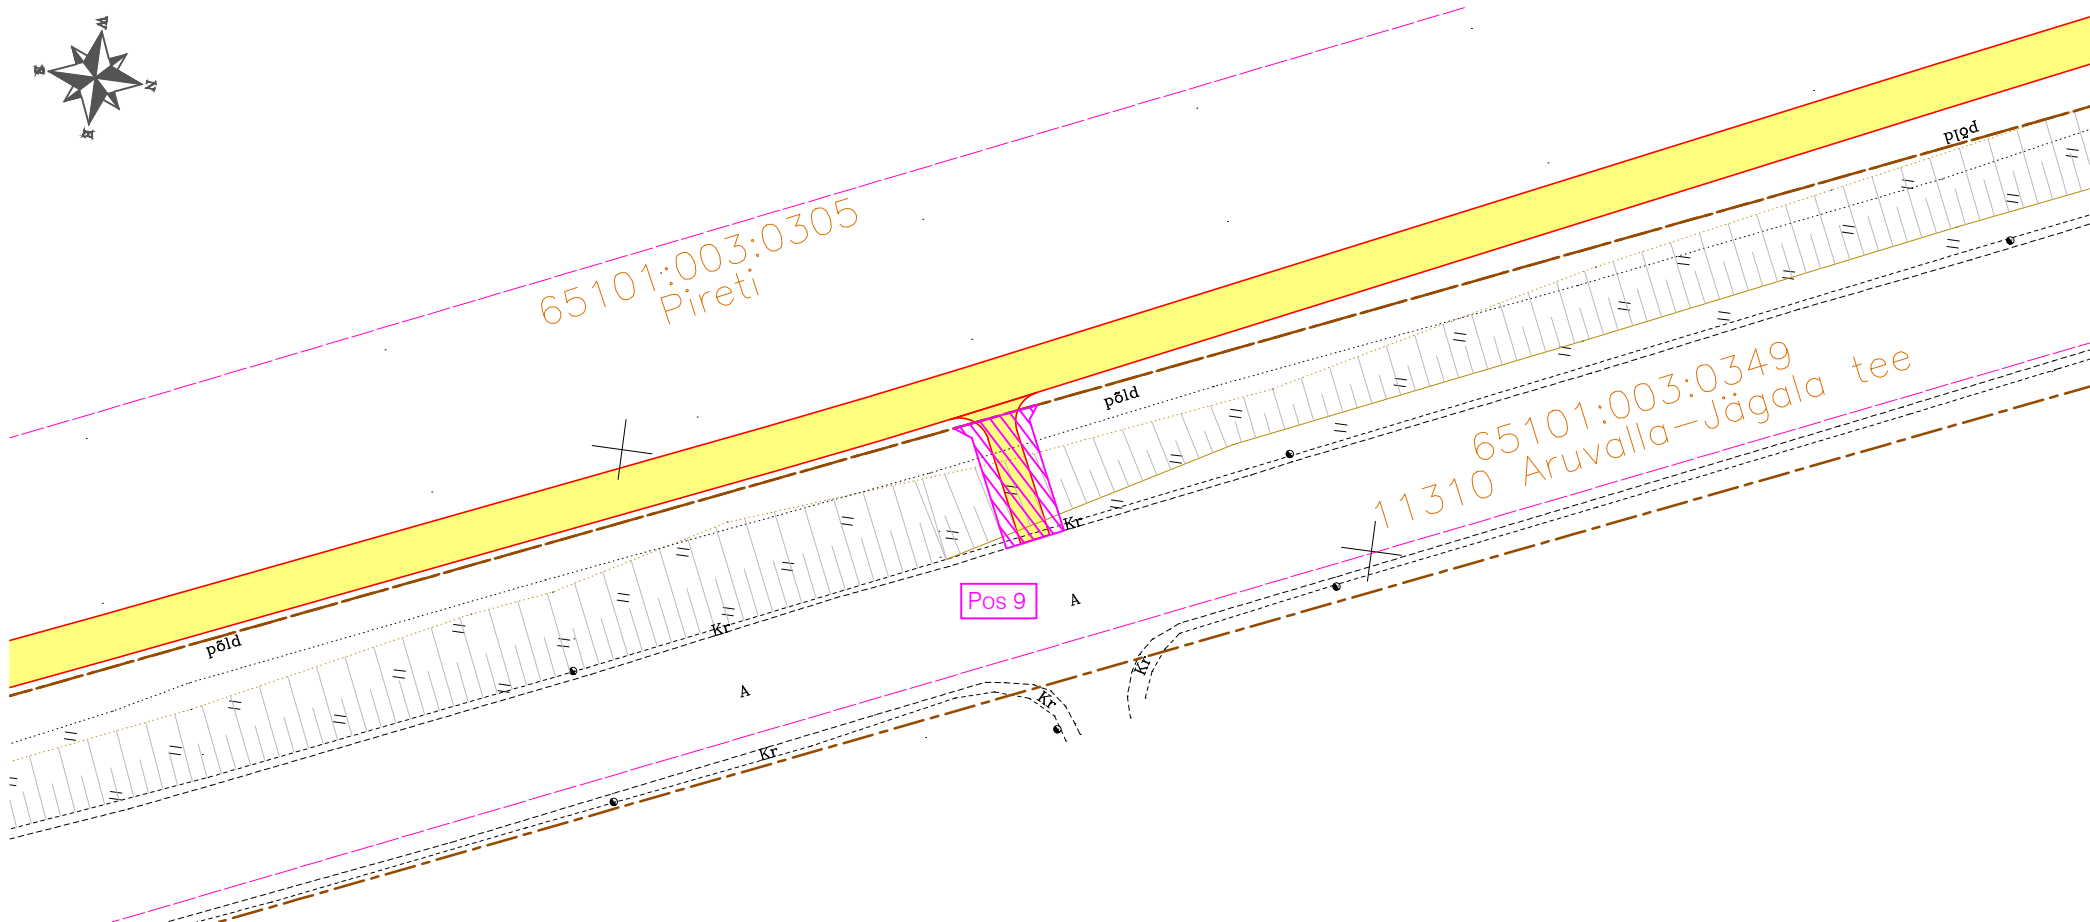 W
N
põld
65101:003:0305
Pireti
põld
65101:003:0349
11310 Aruvalla-Jägala tee
Kr
Pos 9
A
Kr
põld
Kr
A
Kr
Kr